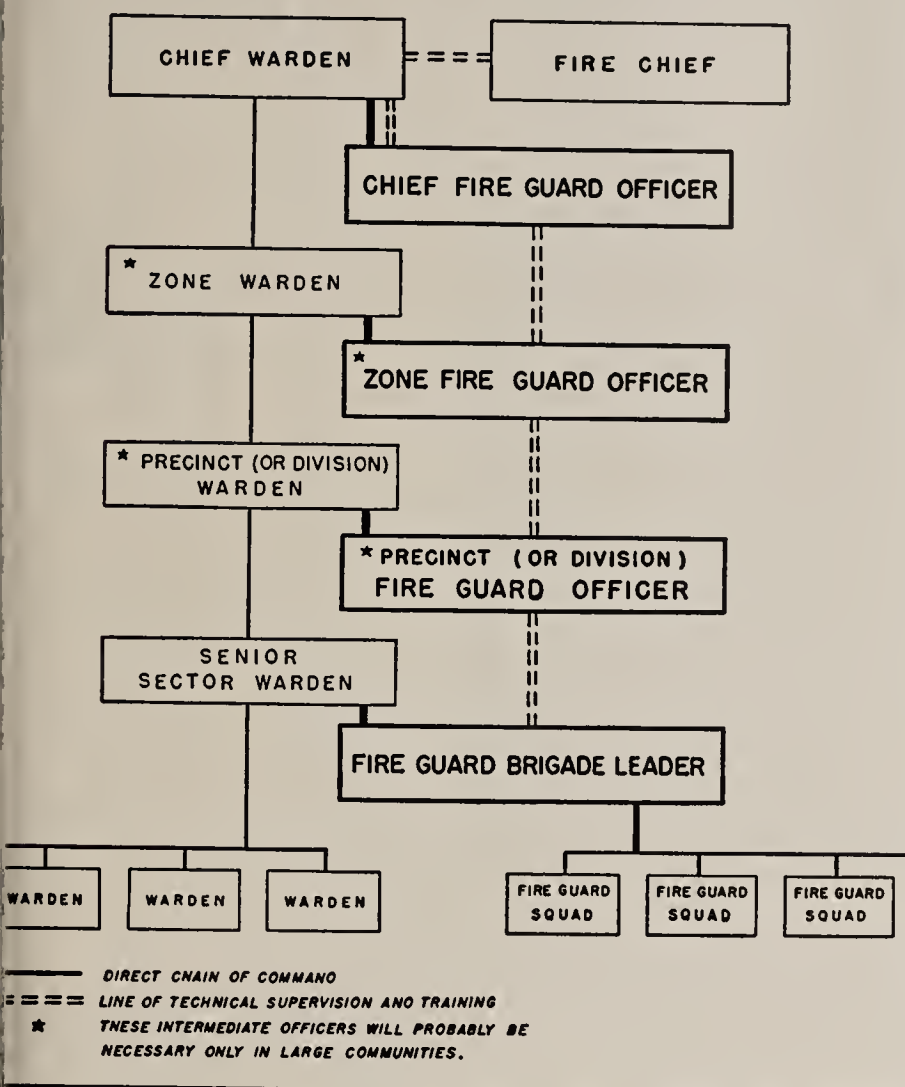 CHIEF WARDEN
FIRE CHIEF
CHIEF FIRE GUARD OFFICER
★ ZONE WARDEN
★ ZONE FIRE GUARD OFFICER
★ PRECINCT (OR DIVISION)
WARDEN
★ PRECINCT (OR DIVISION)
FIRE GUARD OFFICER
SENIOR
SECTOR WARDEN
FIRE GUARD BRIGADE LEADER
WARDEN
WARDEN
WARDEN
FIRE GUARD
SQUAD
FIRE GUARD
SQUAD
FIRE GUARD
SQUAD
DIRECT CHAIN OF COMMAND
LINE OF TECHNICAL SUPERVISION AND TRAINING
★ THESE INTERMEDIATE OFFICERS WILL PROBABLY BE
NECESSARY ONLY IN LARGE COMMUNITIES.